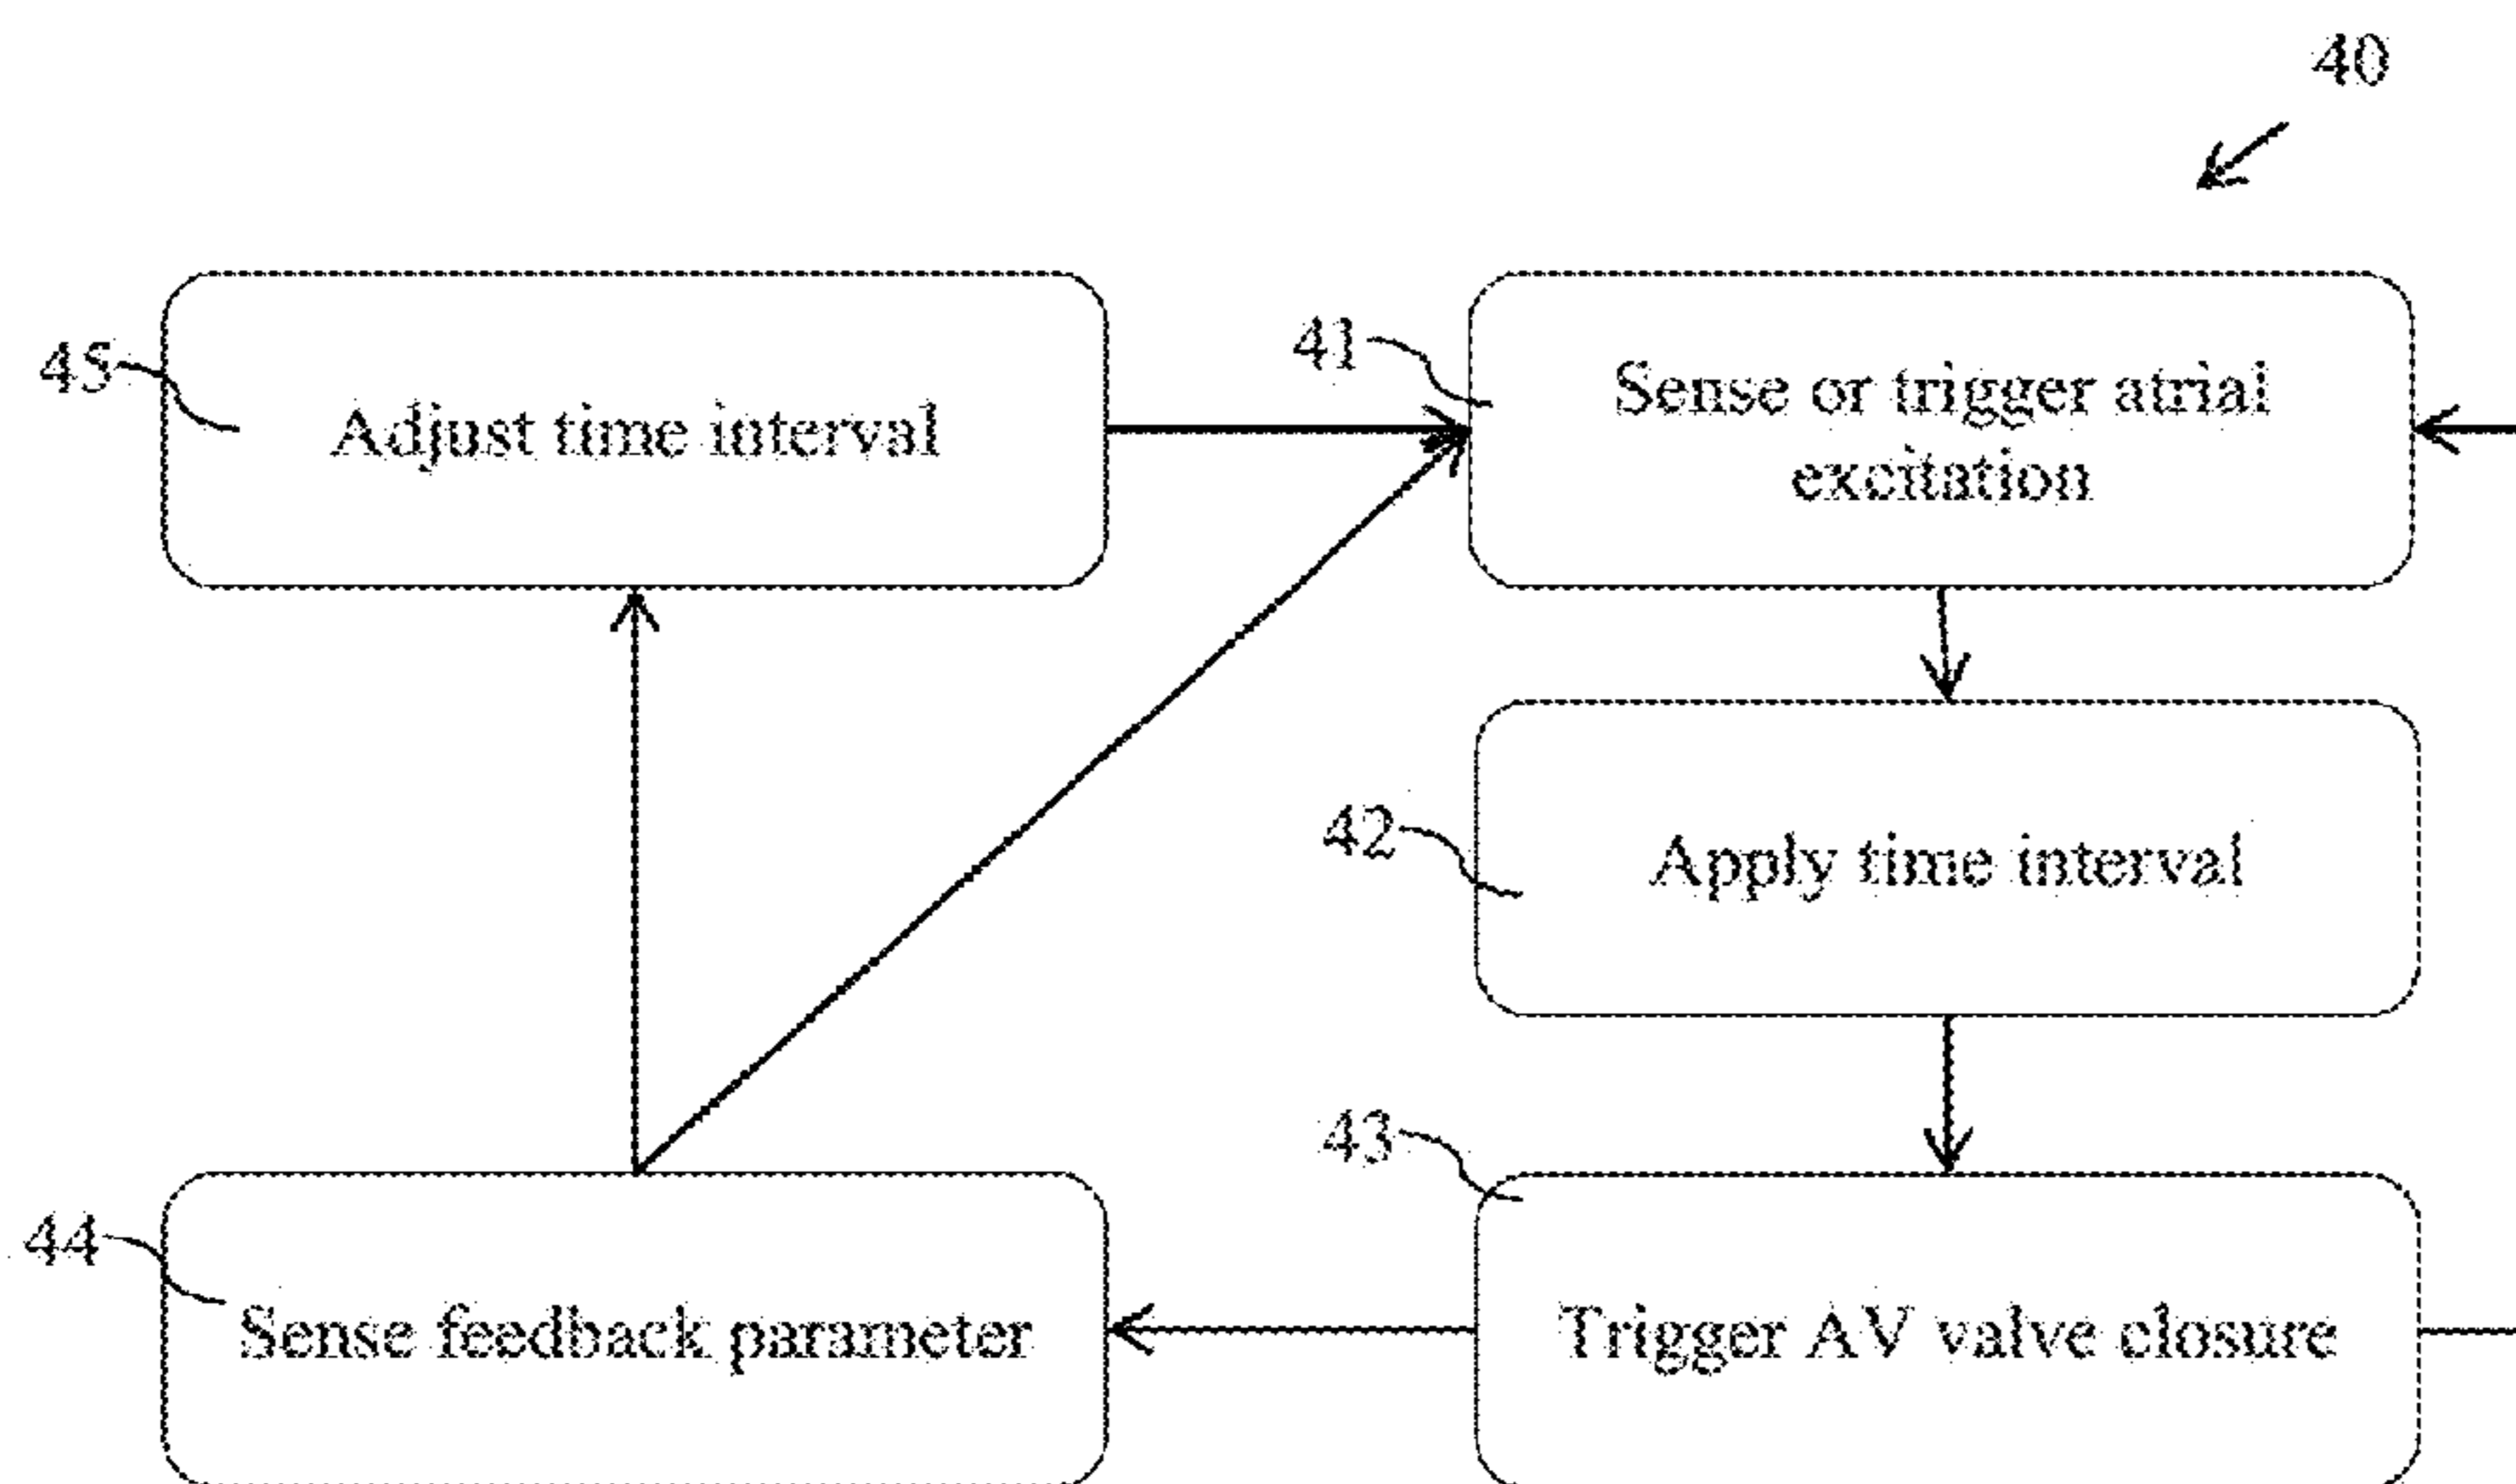 40
45
Adjust time interval
41
Sense or trigger atrial
excitation
42
Apply time interval
43
Trigger AV valve closure
44
Sense feedback parameter